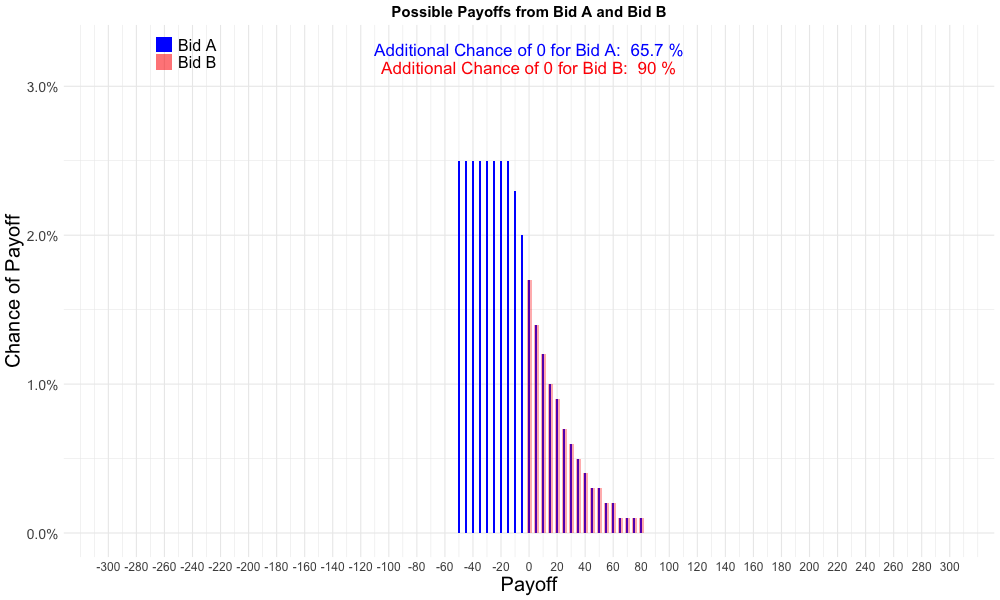 Possible Payoffs from Bid A and Bid B
Bid A
Bid B
Additional Chance of 0 for Bid A:  65.7 %
Additional Chance of 0 for Bid B:  90 %
Chance of Payoff
3.0%
2.0%
1.0%
0.0%
-300 -280 -260 -240 -220 -200 -180 -160 -140 -120 -100 -80 -60 -40 -20 0 20 40 60 80 100 120 140 160 180 200 220 240 260 280 300
Payoff